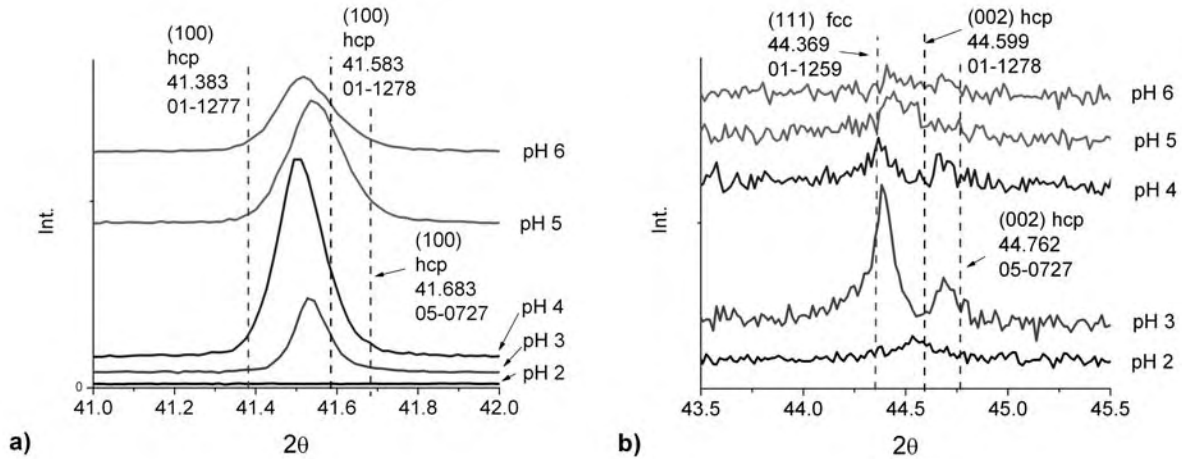 (100)
hcp
41.383
01-1277
(100)
hcp
41.583
01-1278
(100)
hcp
41.683
05-0727
pH 6
pH 5
pH 4
pH 3
pH 2
Int.
0
41.0 41.2 41.4 41.6 41.8 42.0
2θ
a)
(111) fcc
44.369
01-1259
(002) hcp
44.599
01-1278
(002) hcp
44.762
05-0727
pH 6
pH 5
pH 4
pH 3
pH 2
Int.
43.5 44.0 44.5 45.0 45.5
2θ
b)